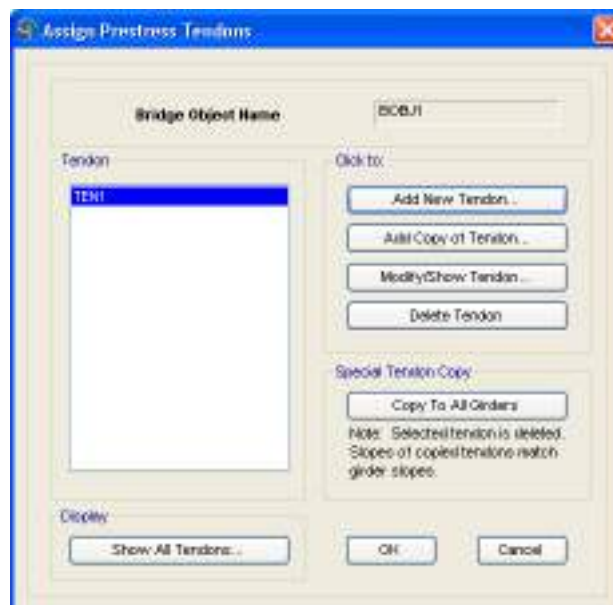 Assign Prestress Tendons
Bridge Object Name
BOBJ1
Tendon
TEN1
Click to:
Add New Tendon...
Add Copy of Tendon...
Modify/Show Tendon...
Delete Tendon
Special Tendon Copy
Copy To All Girders
Note: Selected tendon is deleted.
Slopes of copied tendons match
girder slopes.
Display
Show All Tendons...
OK
Cancel